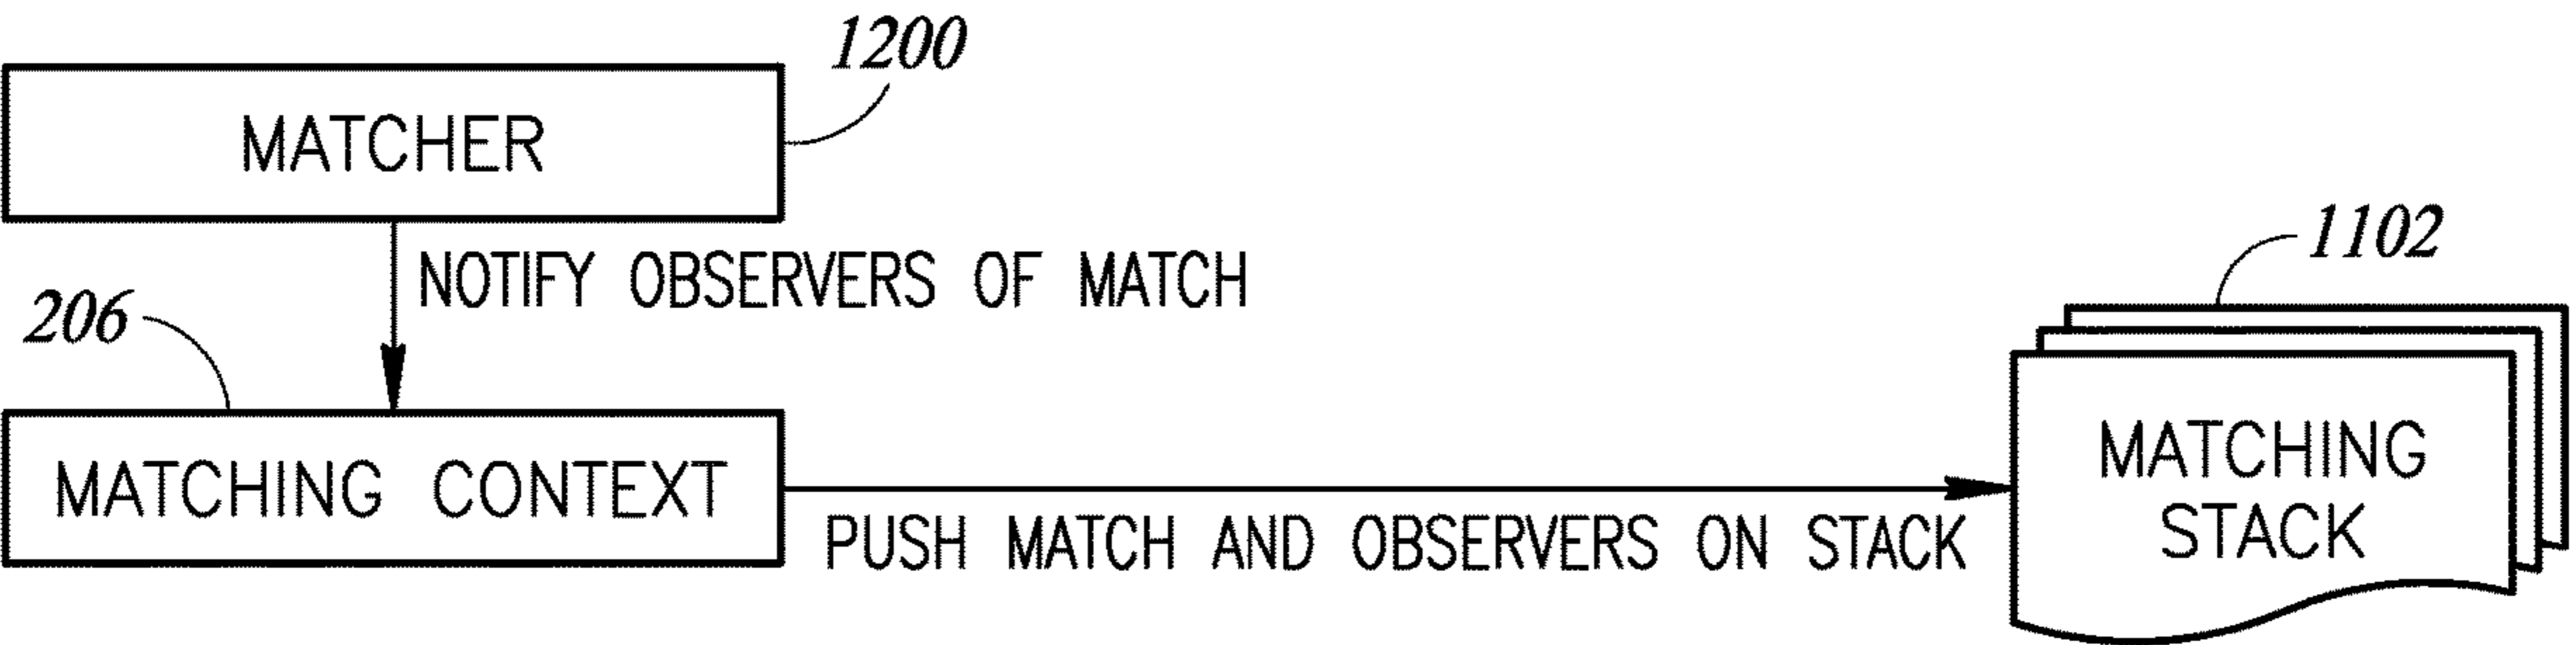 1200
MATCHER
1102
NOTIFY OBSERVERS OF MATCH
206
MATCHING CONTEXT
MATCHING
STACK
PUSH MATCH AND OBSERVERS ON STACK